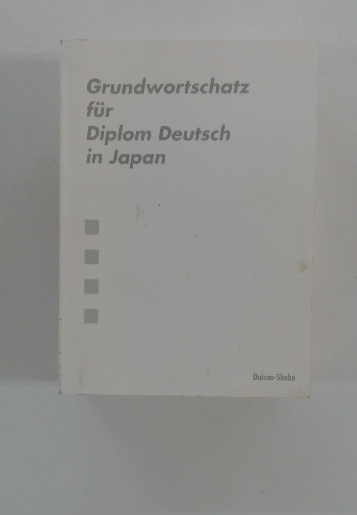 Grundwortschatz
für
Diplom Deutsch
in Japan
Daisan-Shobo